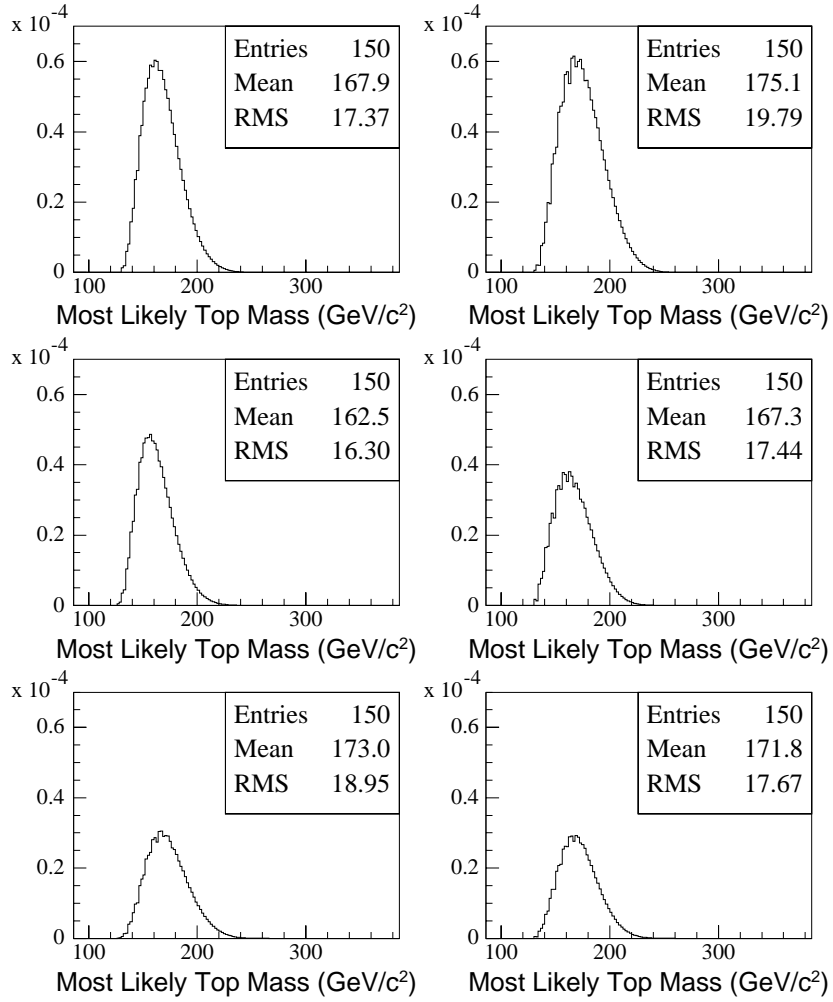 x 10-4
0.6
0.4
0.2
0
Entries 150
Mean 167.9
RMS 17.37
100 200 300
Most Likely Top Mass (GeV/c2)
x 10-4
0.6
0.4
0.2
0
Entries 150
Mean 175.1
RMS 19.79
100 200 300
Most Likely Top Mass (GeV/c2)
x 10-4
0.6
0.4
0.2
0
Entries 150
Mean 162.5
RMS 16.30
100 200 300
Most Likely Top Mass (GeV/c2)
x 10-4
0.6
0.4
0.2
0
Entries 150
Mean 167.3
RMS 17.44
100 200 300
Most Likely Top Mass (GeV/c2)
x 10-4
0.6
0.4
0.2
0
Entries 150
Mean 173.0
RMS 18.95
100 200 300
Most Likely Top Mass (GeV/c2)
x 10-4
0.6
0.4
0.2
0
Entries 150
Mean 171.8
RMS 17.67
100 200 300
Most Likely Top Mass (GeV/c2)